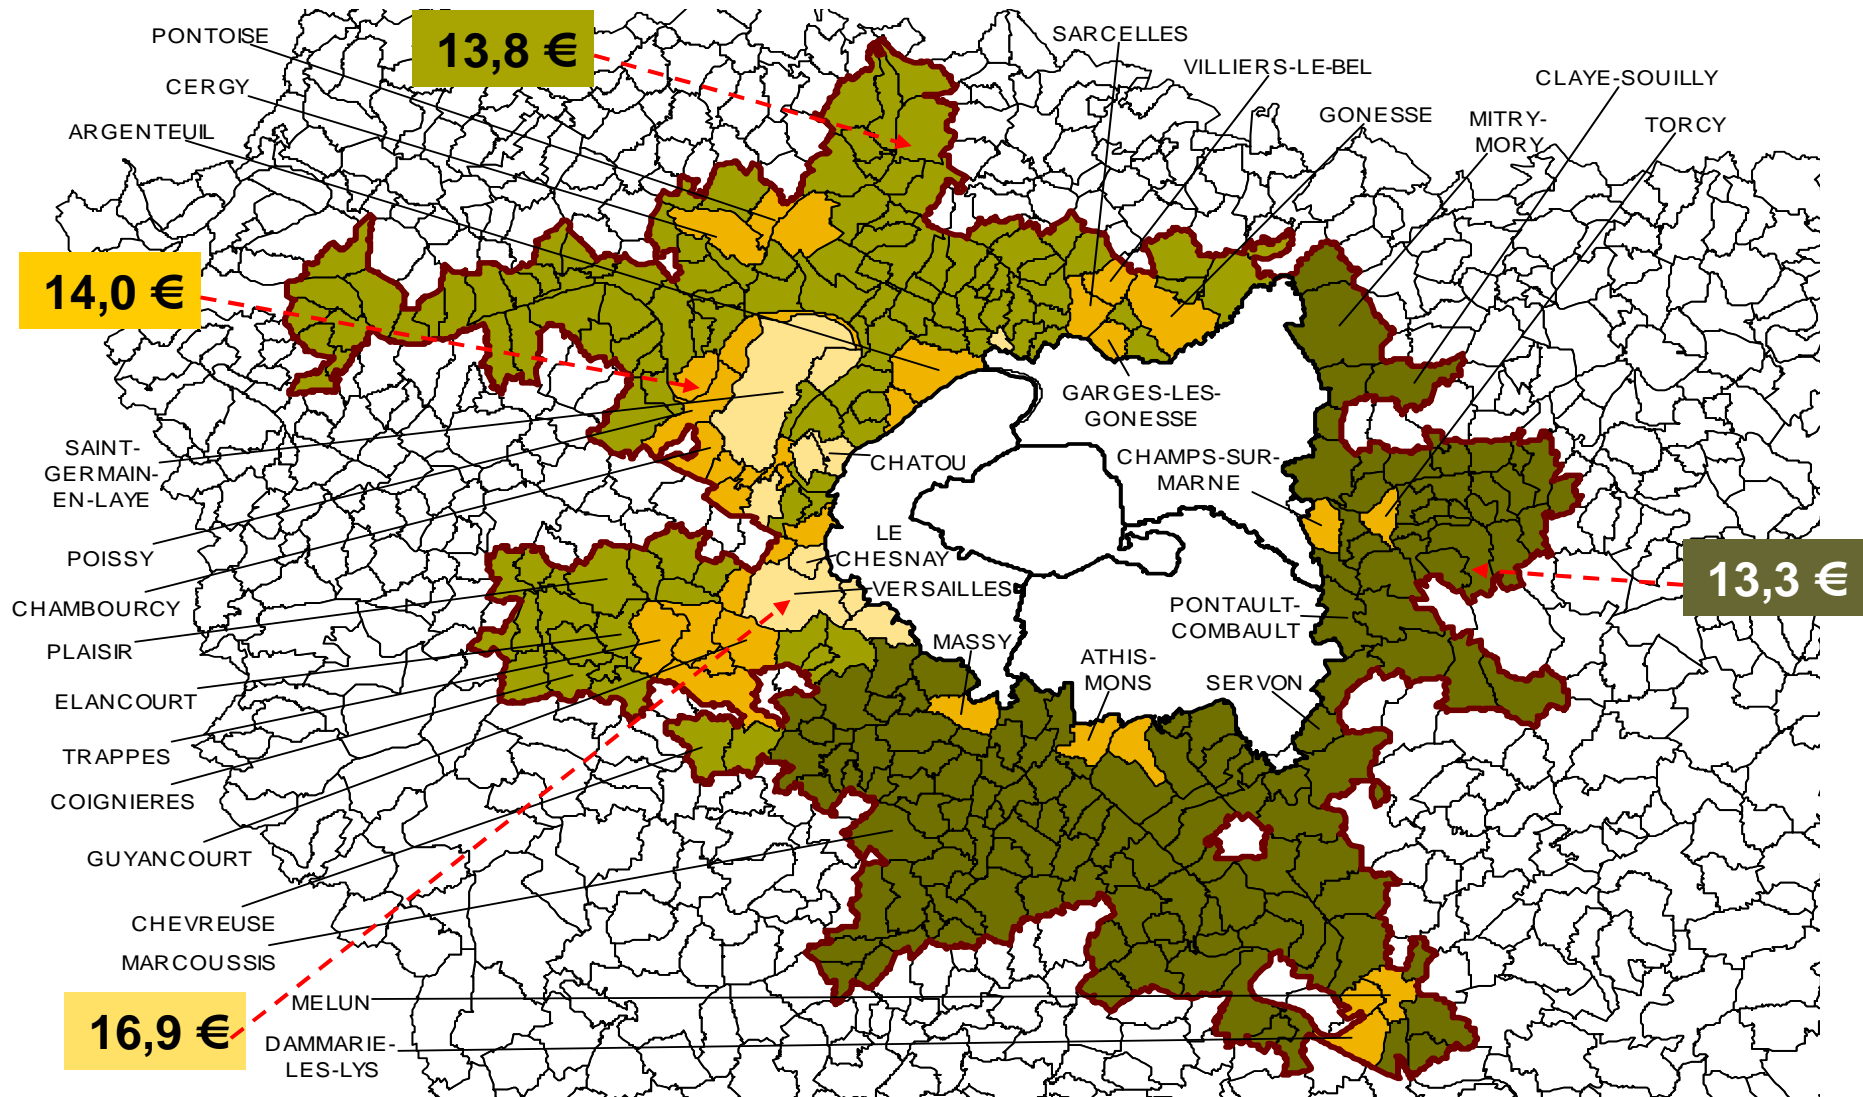 PONTOISE
13,8 €
SARCELLES
VILLIERS-LE-BEL
CLAYE-SOUILLY
CERGY
GONESSE
MITRY-
MORY
TORCY
ARGENTEUIL
14,0 €
GARGES-LES-
GONESSE
SAINT-
GERMAIN-
EN-LAYE
CHATOU
CHAMPS-SUR-
MARNE
POISSY
LE
CHESNAY
VERSAILLES
13,3 €
CHAMBOURCY
PONTAULT-
COMBAULT
PLAISIR
MASSY
ATHIS-
MONS
SERVON
ELANCOURT
TRAPPES
COIGNIERES
GUYANCOURT
CHEVREUSE
MARCOUSSIS
MELUN
16,9 €
DAMMARIE-
LES-LYS